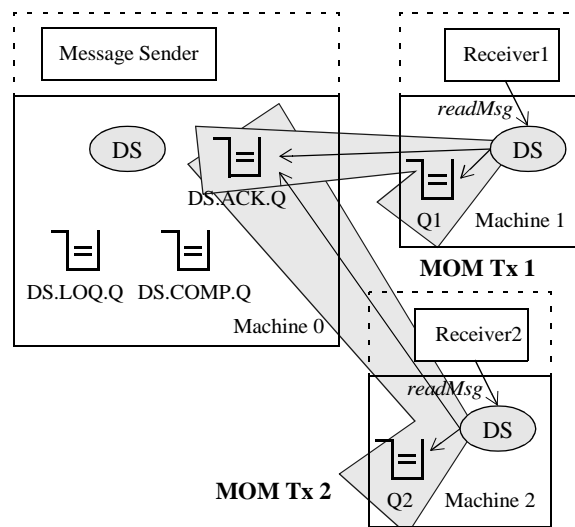 Message Sender
Receiver1
readMsg
DS
DS
DS.ACK.Q
Q1
Machine 1
MOM Tx 1
DS.LOQ.Q
DS.COMP.Q
Machine 0
Receiver2
readMsg
DS
MOM Tx 2
Q2
Machine 2